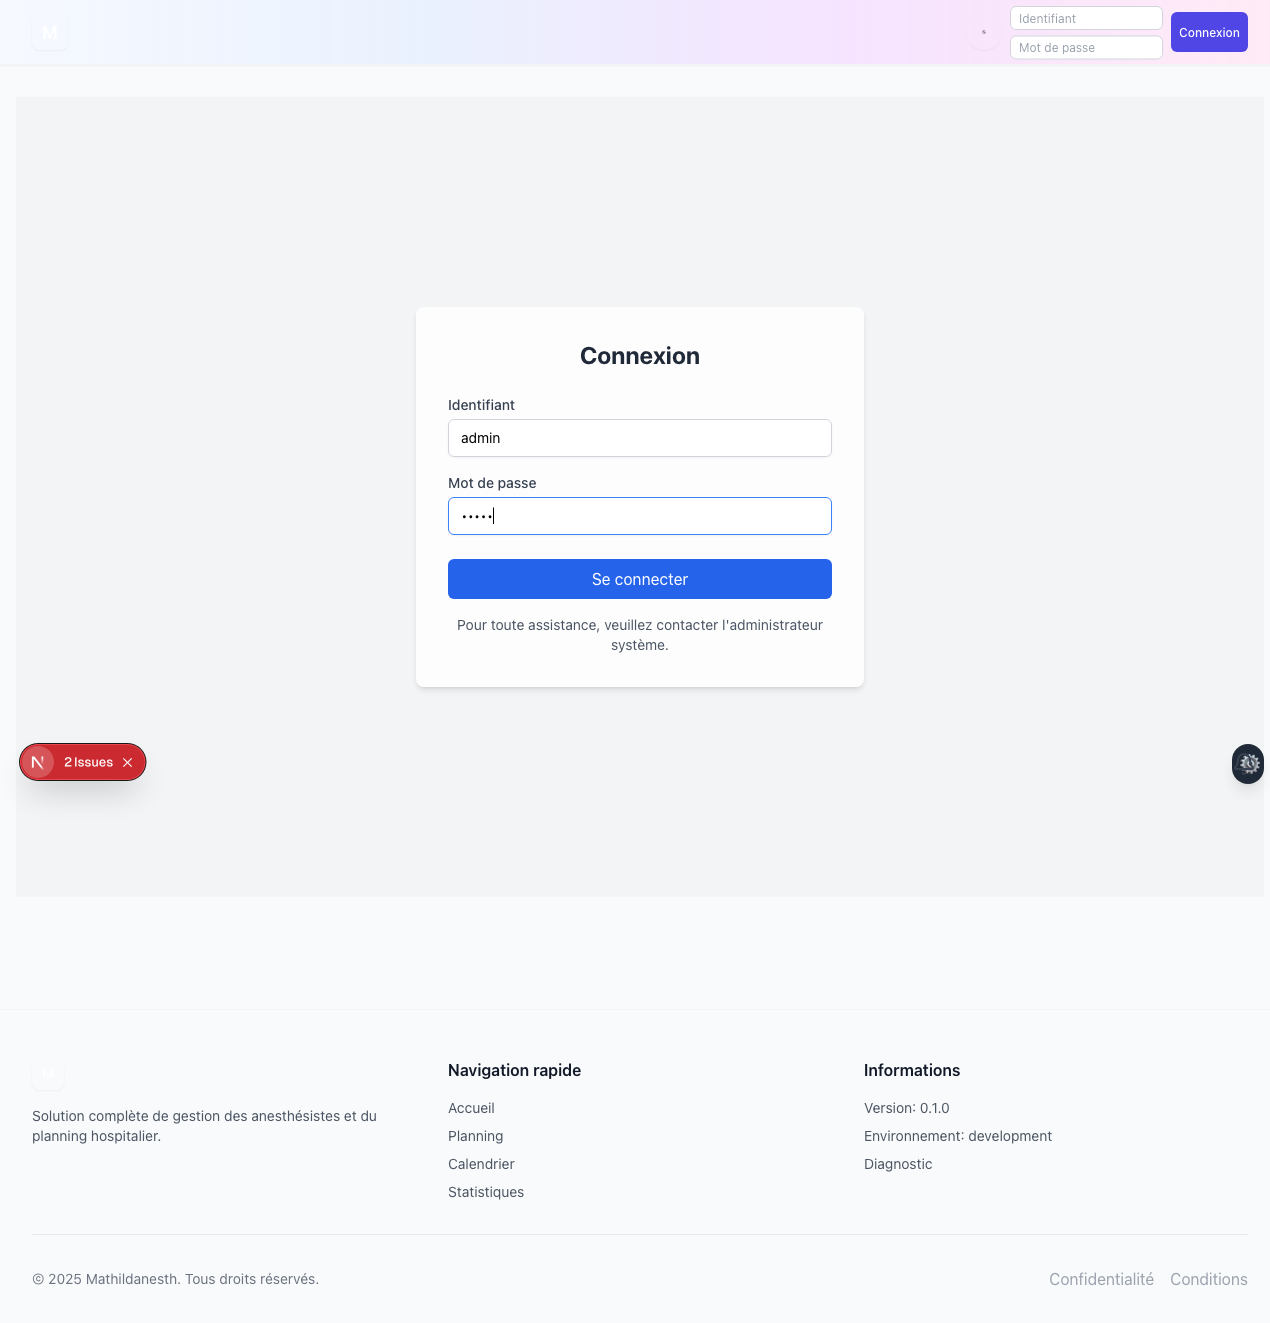 M
Identifiant
Mot de passe
Connexion
Connexion
Identifiant
admin
Mot de passe
•••••
Se connecter
Pour toute assistance, veuillez contacter l'administrateur
système.
N
2 Issues
M
Solution complète de gestion des anesthésistes et du
planning hospitalier.
Navigation rapide
Accueil
Planning
Calendrier
Statistiques
Informations
Version: 0.1.0
Environnement: development
Diagnostic
© 2025 Mathildanesth. Tous droits réservés.
Confidentialité
Conditions